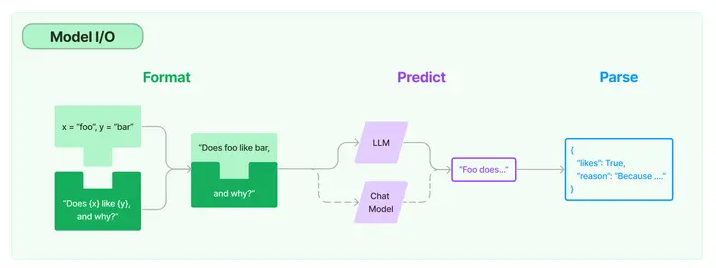 Model I/O
Format
Predict
Parse
x = “foo”, y = “bar”
“Does {x} like {y},
and why?”
“Does foo like bar,
and why?”
LLM
Chat
Model
“Foo does...”
{
“likes”: True,
“reason”: “Because ....”
}